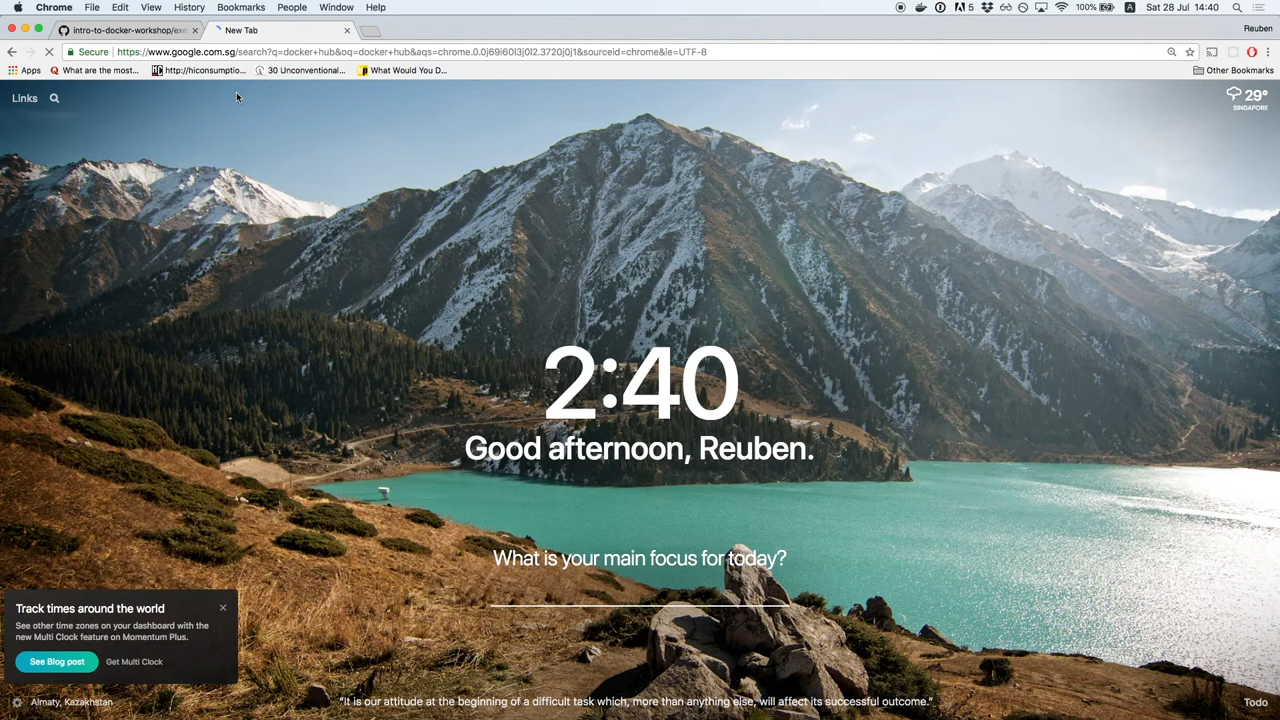 Chrome File Edit View History Bookmarks People Window Help 5 100% A Sat 28 Jul 14:40
intro-to-docker-workshop/exe New Tab Reuben
Secure https://www.google.com.sg/search?q=docker+hub&oq=docker+hub&aqs=chrome.0.0j69i60l3j0l2.3720j0j1&sourceid=chrome&ie=UTF-8
Apps What are the most... http://hiconsumptio... 30 Unconventional... What Would You D... Other Bookmarks
Links 29°
SINGAPORE
2:40
Good afternoon, Reuben.
What is your main focus for today?
Track times around the world
See other time zones on your dashboard with the
new Multi Clock feature on Momentum Plus.
See Blog post Get Multi Clock
Almaty, Kazakhstan "It is our attitude at the beginning of a difficult task which, more than anything else, will affect its successful outcome." Todo